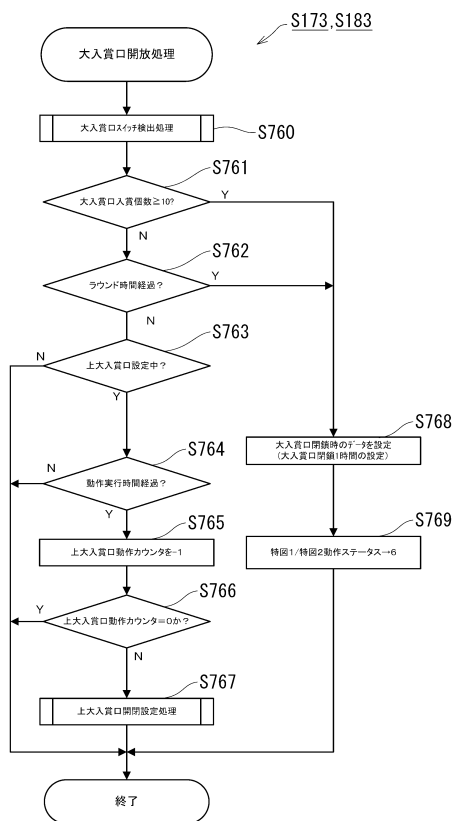 S173,S183
大入賞口開放処理
大入賞口スイッチ検出処理
S760
S761
大入賞口入賞個数≧10?
Y
N
S762
ラウンド時間経過？
Y
N
S763
上大入賞口設定中？
N
Y
S764
動作実行時間経過？
N
Y
S765
上大入賞口動作カウンタを-1
S766
上大入賞口動作カウンタ=0か？
Y
N
S767
上大入賞口開閉設定処理
S768
大入賞口閉鎖時のデータを設定
(大入賞口閉鎖1時間の設定)
S769
特図1/特図2動作ステータス→6
終了